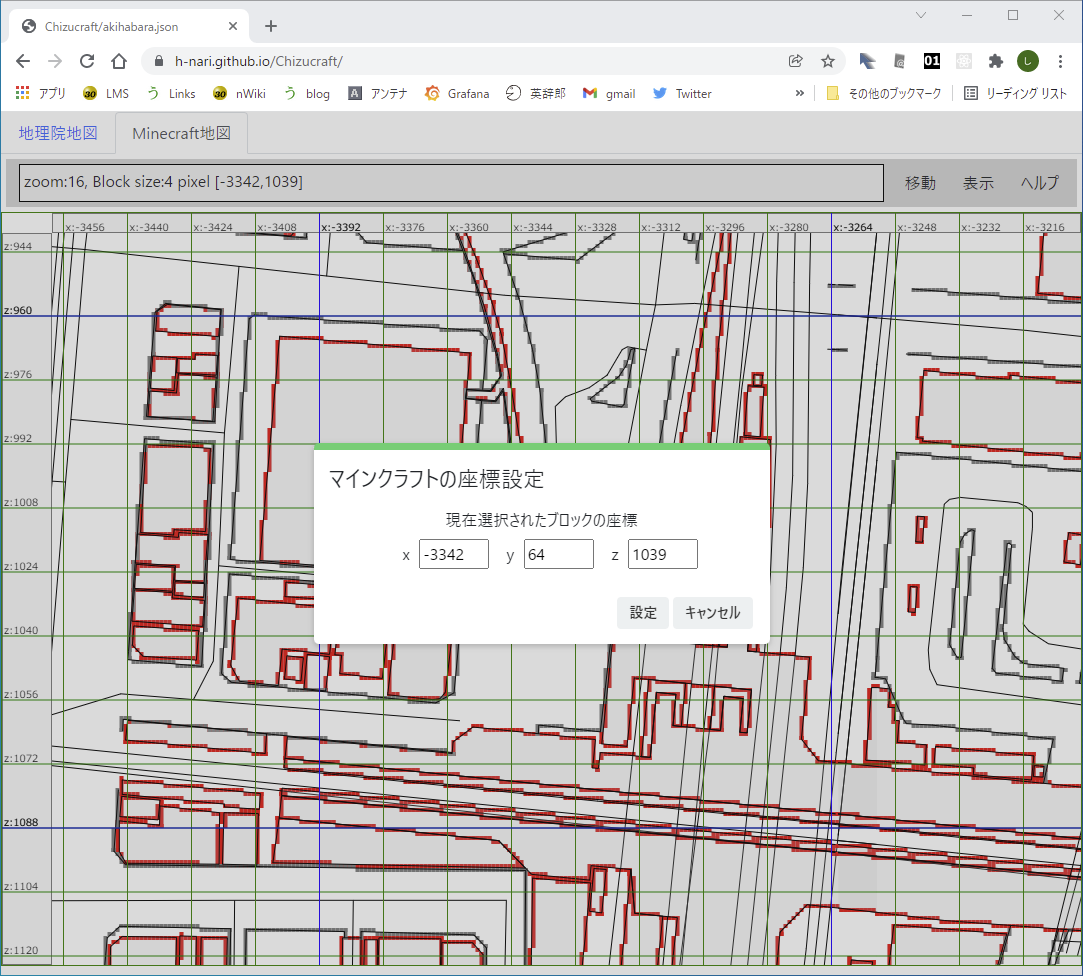 Chizucraft/akihabara.json
h-nari.github.io/Chizucraft/
01
し
アプリ 30 LMS Links 30 nWiki blog A アンテナ Grafana 英辞郎 gmail Twitter » その他のブックマーク リーディング リスト
地理院地図 Minecraft地図
zoom:16, Block size:4 pixel [-3342,1039] 移動 表示 ヘルプ
x:-3456 x:-3440 x:-3424 x:-3408 x:-3392 x:-3376 x:-3360 x:-3344 x:-3328 x:-3312 x:-3296 x:-3280 x:-3264 x:-3248 x:-3232 x:-3216
z:944
z:960
z:976
z:992
マインクラフトの座標設定
z:1008
現在選択されたブロックの座標
x -3342 y 64 z 1039
z:1024
設定 キャンセル
z:1040
z:1056
z:1072
z:1088
z:1104
z:1120